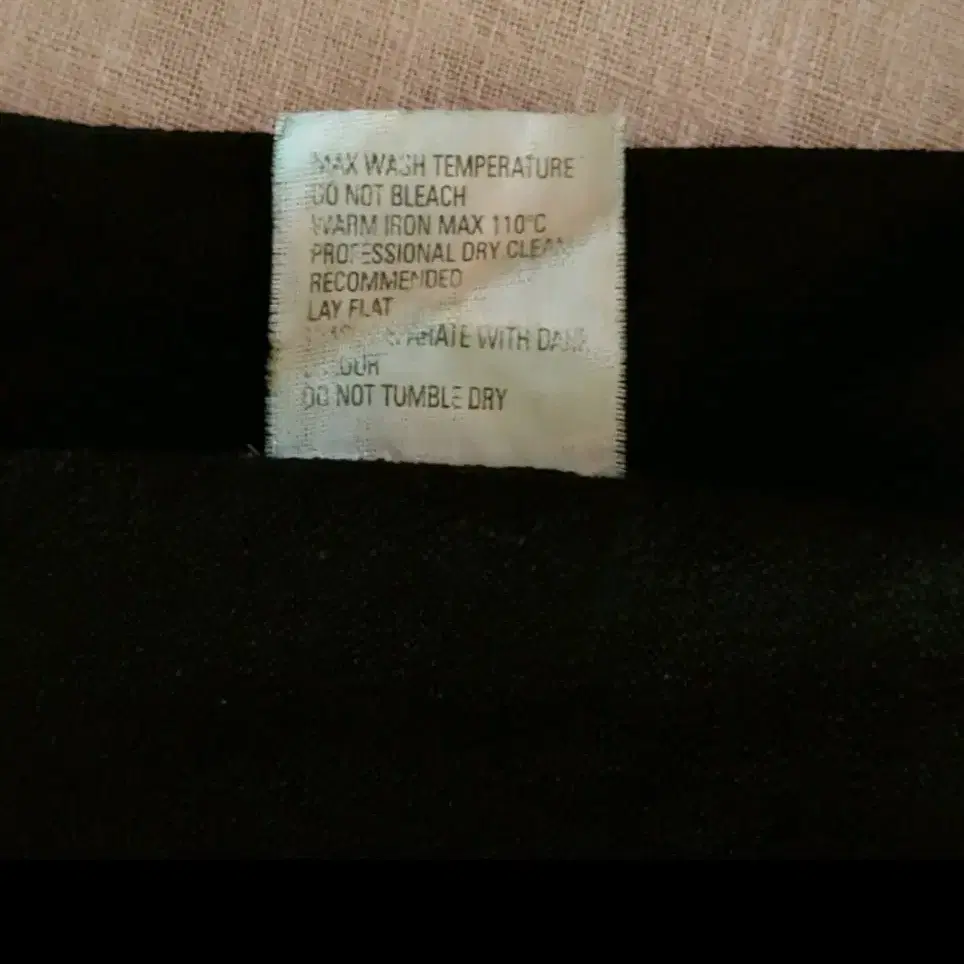 MAX WASH TEMPERATURE
DO NOT BLEACH
WARM IRON MAX 110°C
PROFESSIONAL DRY CLEAN
RECOMMENDED
LAY FLAT
WITH
DO NOT TUMBLE DRY